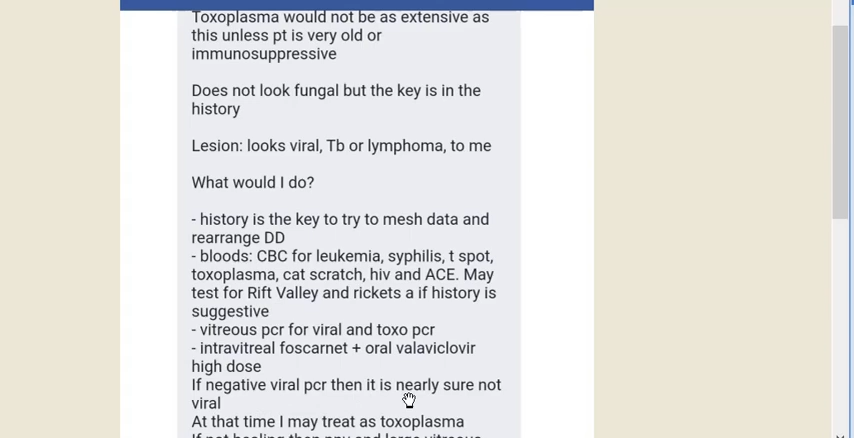 Toxoplasma would not be as extensive as
this unless pt is very old or
immunosuppressive
Does not look fungal but the key is in the
history
Lesion: looks viral, Tb or lymphoma, to me
What would I do?
- history is the key to try to mesh data and
rearrange DD
- bloods: CBC for leukemia, syphilis, t spot,
toxoplasma, cat scratch, hiv and ACE. May
test for Rift Valley and rickets a if history is
suggestive
- vitreous pcr for viral and toxo pcr
- intravitreal foscarnet + oral valaviclovir
high dose
If negative viral pcr then it is nearly sure not
viral
At that time I may treat as toxoplasma